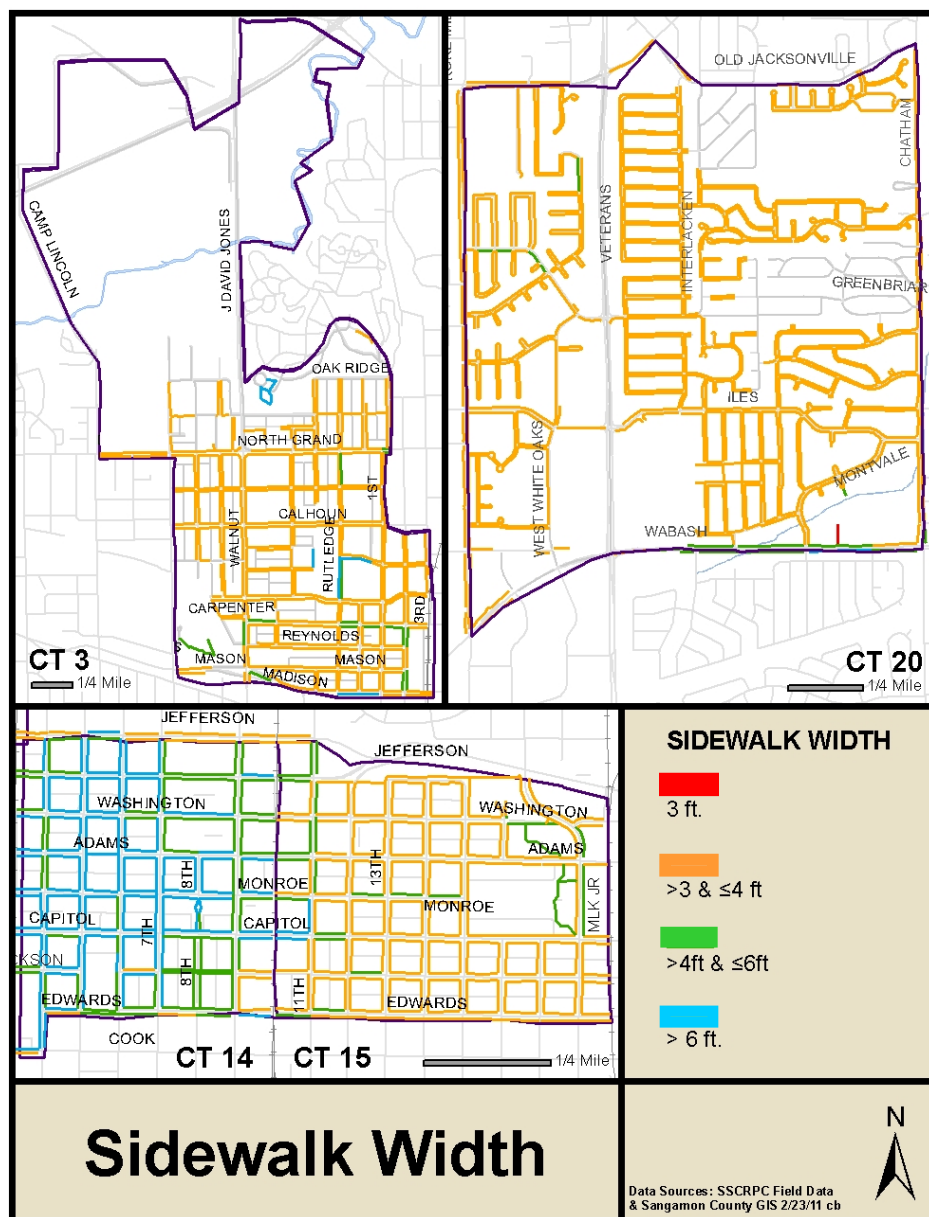 CAMP LINCOLN
J DAVID JONES
OAK RIDGE
NORTH GRAND
1ST
CALHOUN
WALNUT
RUTLEDGE
CARPENTER
3RD
REYNOLDS
MASON
MASON
MADISON
CT 3
1/4 Mile
OLD JACKSONVILLE
CHATHAM
VETERANS
INTERLACKEN
GREENBRIAR
ILES
WEST WHITE OAKS
MONTVALE
WABASH
CT 20
1/4 Mile
JEFFERSON
JEFFERSON
WASHINGTON
WASHINGTON
ADAMS
ADAMS
8TH
13TH
MONROE
MONROE
MLK JR
CAPITOL
CAPITOL
7TH
CKSON
8TH
11TH
EDWARDS
EDWARDS
COOK
CT 14
CT 15
1/4 Mile
SIDEWALK WIDTH
3 ft.
>3 & ≤4 ft
>4ft & ≤6ft
> 6 ft.
Sidewalk Width
N
Data Sources: SSCRPC Field Data
& Sangamon County GIS 2/23/11 cb